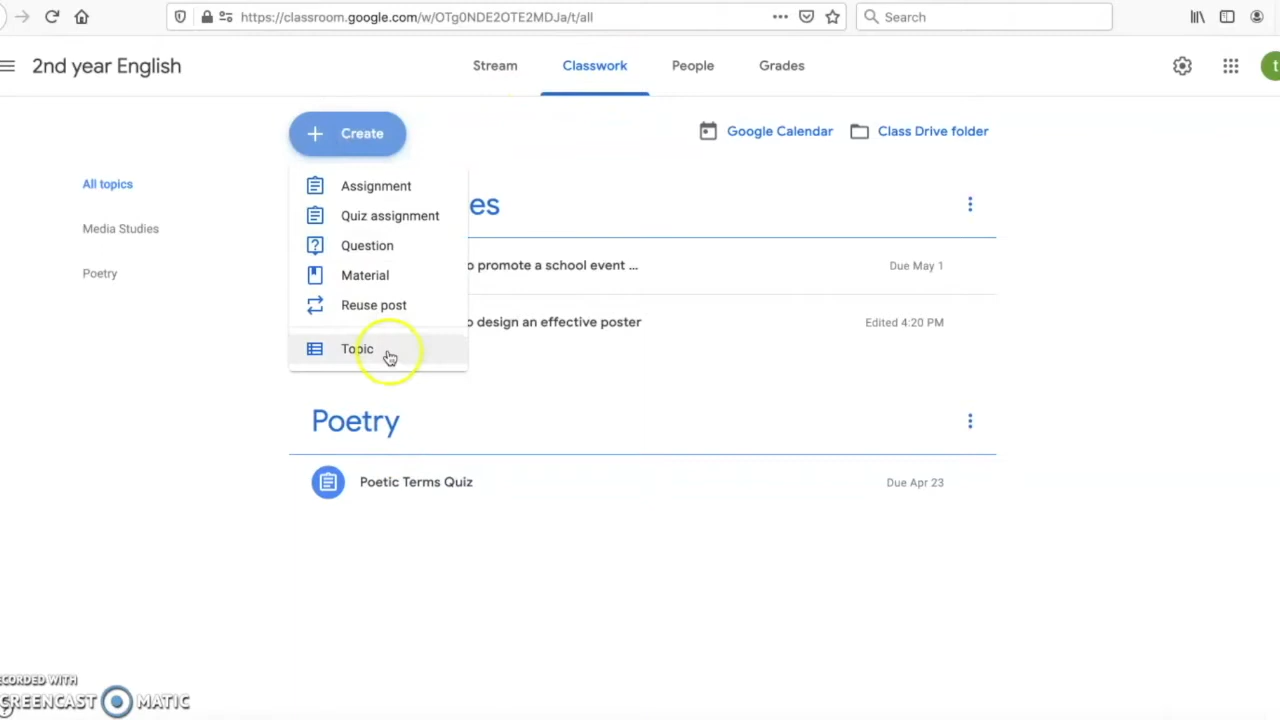 https://classroom.google.com/w/OTg0NDE2OTE2MDJa/t/all
Search
2nd year English
Stream
Classwork
People
Grades
t
Create
Google Calendar
Class Drive folder
All topics
Media Studies
Poetry
Assignment
Quiz assignment
Question
Material
Reuse post
Topic
es
o promote a school event ...
Due May 1
o design an effective poster
Edited 4:20 PM
Poetry
Poetic Terms Quiz
Due Apr 23
ECORDED WITH
CREENCAST MATIC